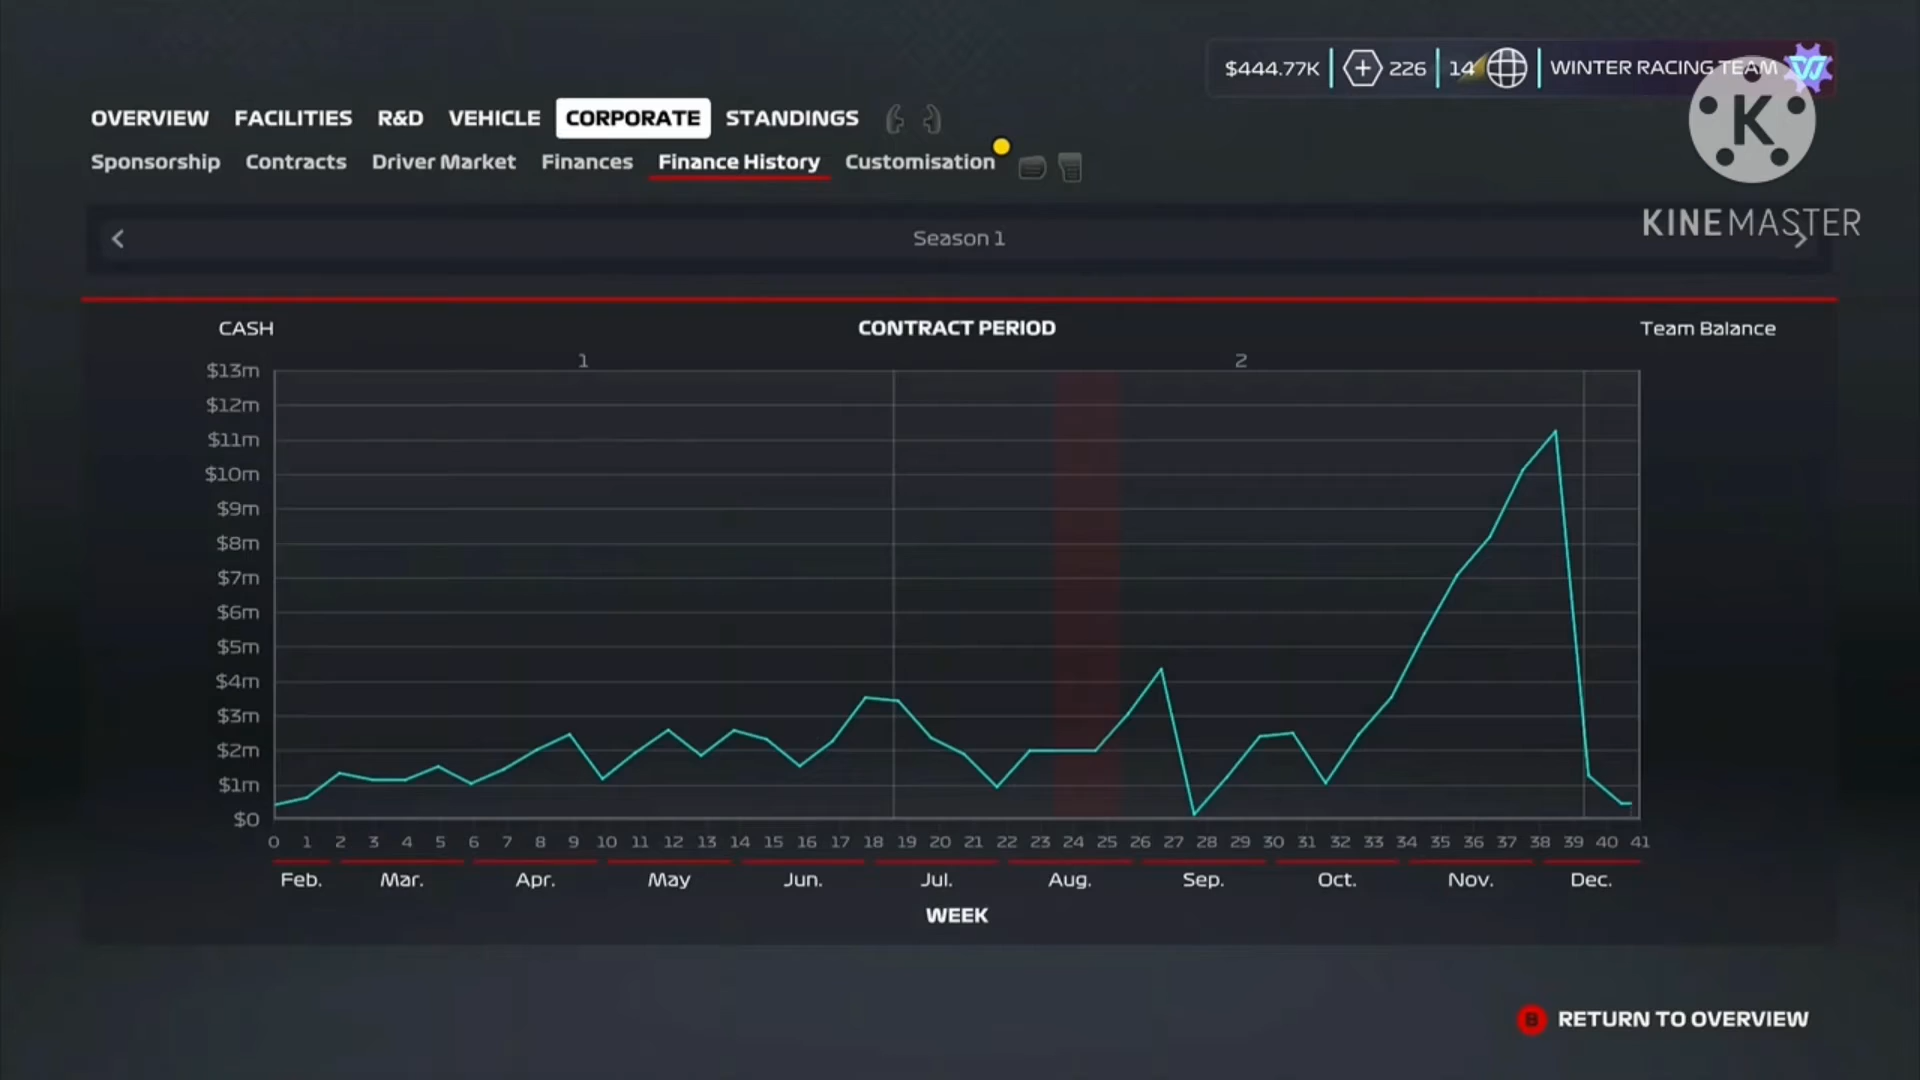 $444.77K 226 14 WINTER RACING TEAM
K
KINEMASTER
OVERVIEW FACILITIES R&D VEHICLE CORPORATE STANDINGS
Sponsorship Contracts Driver Market Finances Finance History Customisation
Season 1
CASH CONTRACT PERIOD Team Balance
1 2
$13m
$12m
$11m
$10m
$9m
$8m
$7m
$6m
$5m
$4m
$3m
$2m
$1m
$0
0 1 2 3 4 5 6 7 8 9 10 11 12 13 14 15 16 17 18 19 20 21 22 23 24 25 26 27 28 29 30 31 32 33 34 35 36 37 38 39 40 41
Feb. Mar. Apr. May Jun. Jul. Aug. Sep. Oct. Nov. Dec.
WEEK
B RETURN TO OVERVIEW